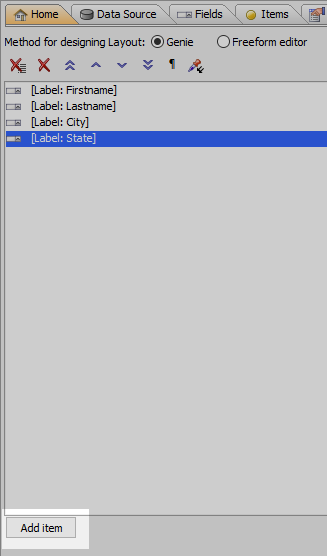 Home Data Source Fields Items
Method for designing Layout: Genie Freeform editor
¶
[Label: Firstname]
[Label: Lastname]
[Label: City]
[Label: State]
Add item